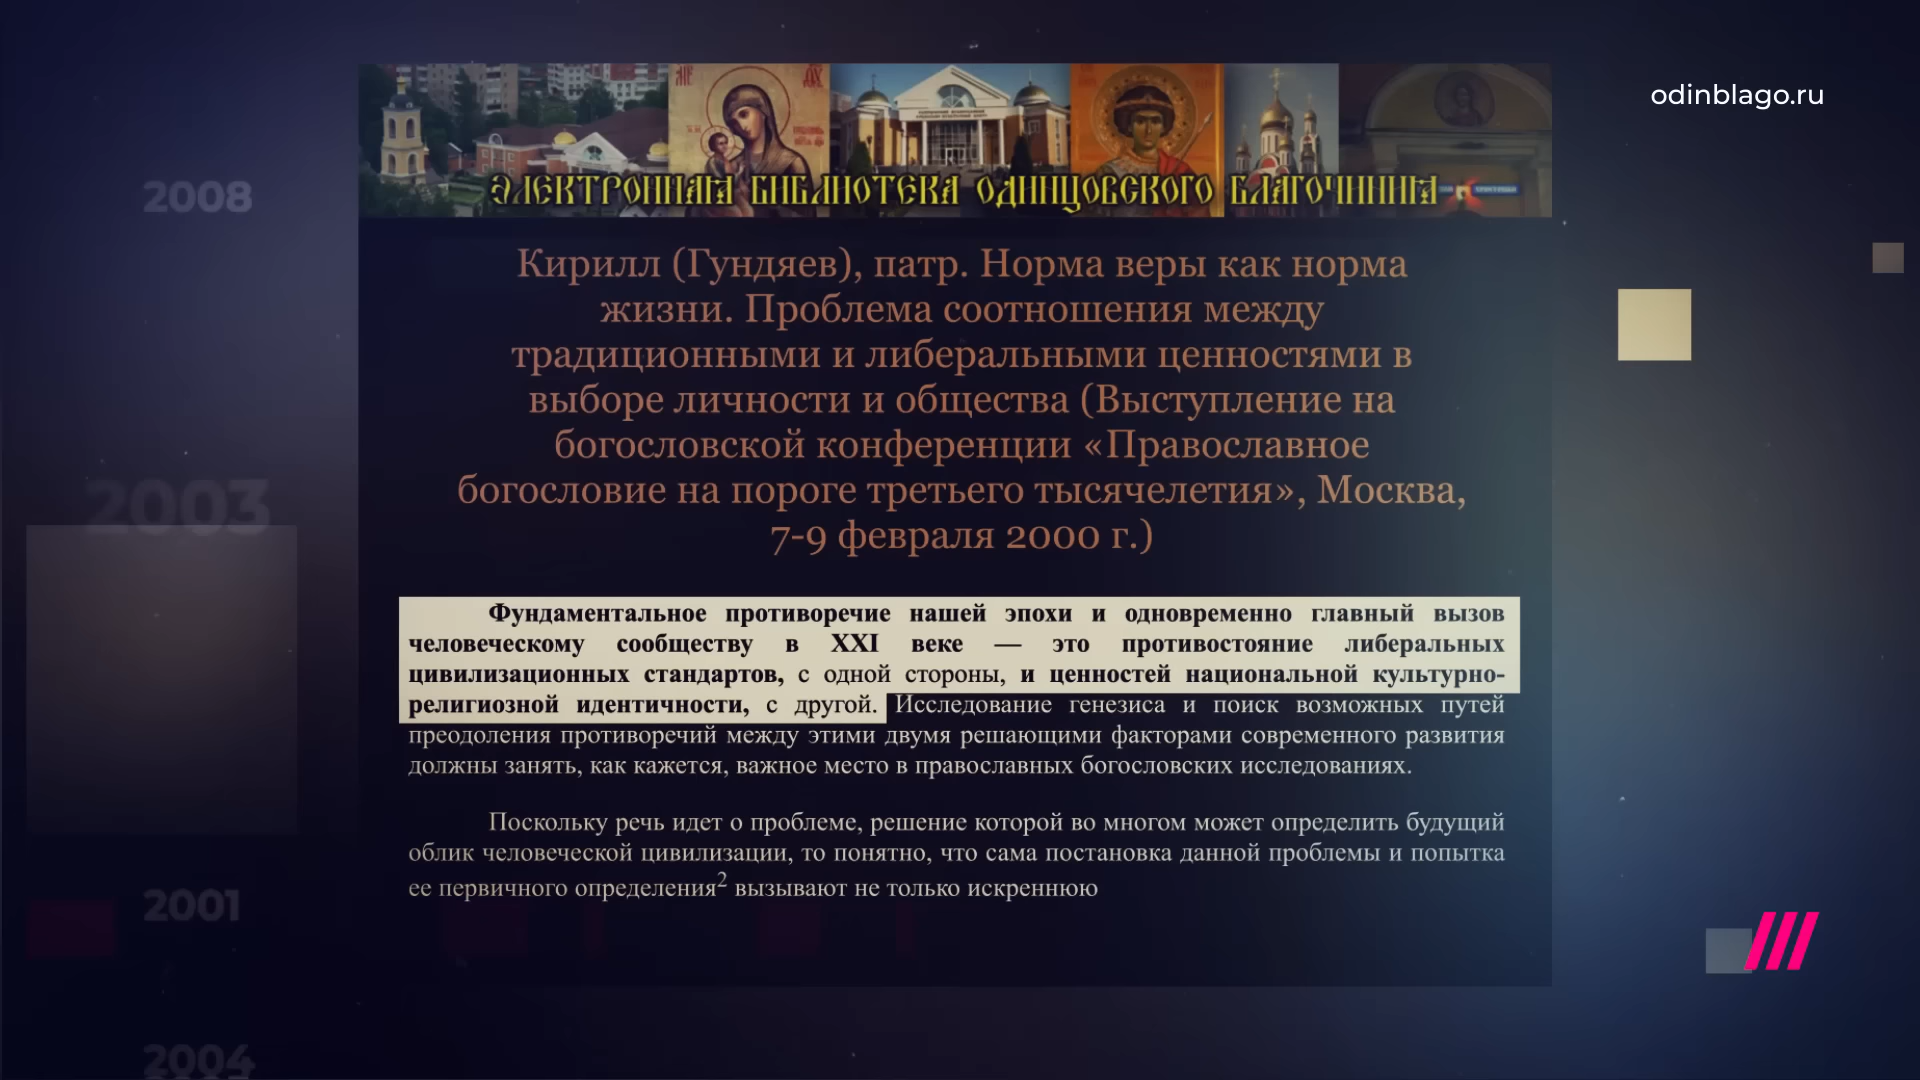 odinblago.ru
2008
2003
2001
2004
ЭЛЕКТРОННАЯ БИБЛИОТЕКА ОДИНЦОВСКОГО БЛАГОЧИНИЯ
Кирилл (Гундяев), патр. Норма веры как норма
жизни. Проблема соотношения между
традиционными и либеральными ценностями в
выборе личности и общества (Выступление на
богословской конференции «Православное
богословие на пороге третьего тысячелетия», Москва,
7-9 февраля 2000 г.)
Фундаментальное противоречие нашей эпохи и одновременно главный вызов
человеческому сообществу в XXI веке — это противостояние либеральных
цивилизационных стандартов, с одной стороны, и ценностей национальной культурно-
религиозной идентичности, с другой. Исследование генезиса и поиск возможных путей
преодоления противоречий между этими двумя решающими факторами современного развития
должны занять, как кажется, важное место в православных богословских исследованиях.
Поскольку речь идет о проблеме, решение которой во многом может определить будущий
облик человеческой цивилизации, то понятно, что сама постановка данной проблемы и попытка
ее первичного определения2 вызывают не только искреннюю